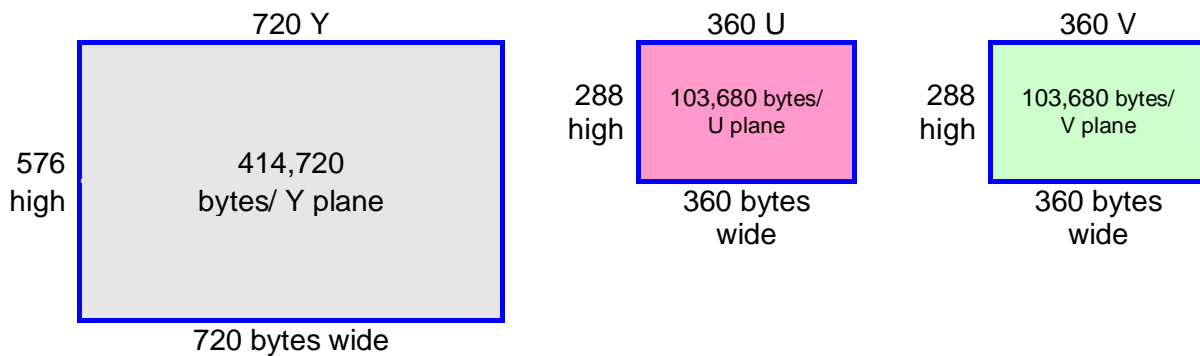 720 Y
576
high
414,720
bytes/ Y plane
720 bytes wide
360 U
288
high
103,680 bytes/
U plane
360 bytes
wide
360 V
288
high
103,680 bytes/
V plane
360 bytes
wide